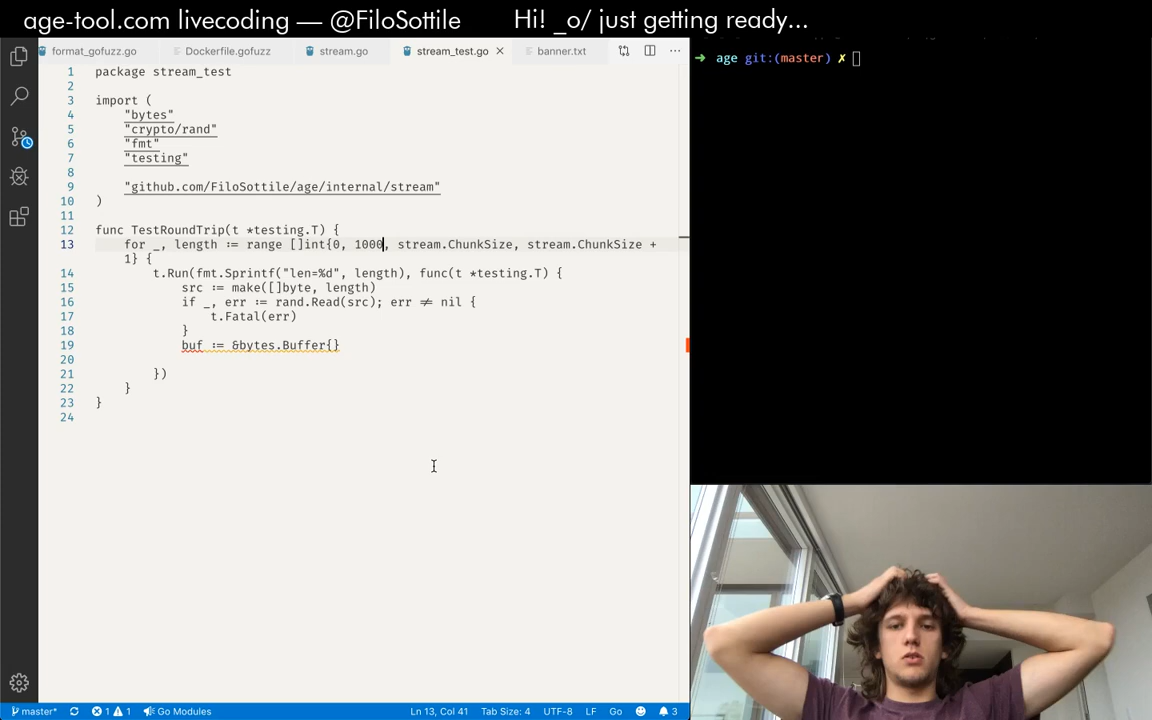 age-tool.com livecoding — @FiloSottile Hi! _o/ just getting ready...
format_gofuzz.go Dockerfile.gofuzz stream.go stream_test.go banner.txt
1 package stream_test
2
3 import (
4 "bytes"
5 "crypto/rand"
6 "fmt"
7 "testing"
8
9 "github.com/FiloSottile/age/internal/stream"
10 )
11
12 func TestRoundTrip(t *testing.T) {
13 for _, length := range []int{0, 1000, stream.ChunkSize, stream.ChunkSize +
1} {
14 t.Run(fmt.Sprintf("len=%d", length), func(t *testing.T) {
15 src := make([]byte, length)
16 if _, err := rand.Read(src); err ≠ nil {
17 t.Fatal(err)
18 }
19 buf := &bytes.Buffer{}
20
21 })
22 }
23 }
24
→ age git:(master) ✗
master* 1 1 Go Modules Ln 13, Col 41 Tab Size: 4 UTF-8 LF Go 3